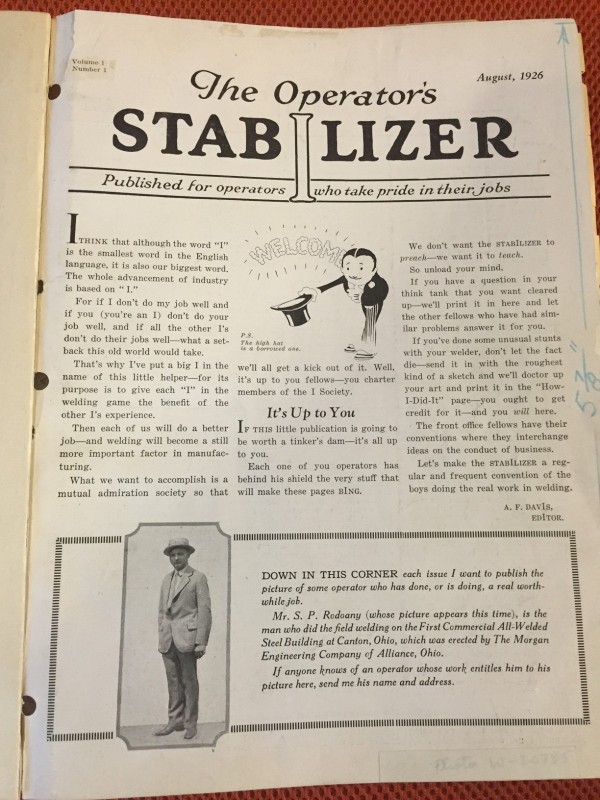 Volume 1
Number 1
August, 1926
The Operator's
STABILIZER
Published for operators who take pride in their jobs
I THINK that although the word "I"
is the smallest word in the English
language, it is also our biggest word.
The whole advancement of industry
is based on "I."
For if I don't do my job well and
if you (you're an I) don't do your
job well, and if all the other I's
don't do their jobs well—what a set-
back this old world would take.
That's why I've put a big I in the
name of this little helper—for its
purpose is to give each "I" in the
welding game the benefit of the
other I's experience.
Then each of us will do a better
job—and welding will become a still
more important factor in manufac-
turing.
What we want to accomplish is a
mutual admiration society so that
WELCOME
P.S.
The high hat
is a borrowed one.
we'll all get a kick out of it. Well,
it's up to you fellows—you charter
members of the I Society.
It's Up to You
IF THIS little publication is going to
be worth a tinker's dam—it's all up
to you.
Each one of you operators has
behind his shield the very stuff that
will make these pages BING.
We don't want the STABILIZER to
preach—we want it to teach.
So unload your mind.
If you have a question in your
think tank that you want cleared
up—we'll print it in here and let
the other fellows who have had sim-
ilar problems answer it for you.
If you've done some unusual stunts
with your welder, don't let the fact
die—send it in with the roughest
kind of a sketch and we'll doctor up
your art and print it in the "How-
I-Did-It" page—you ought to get
credit for it—and you will here.
The front office fellows have their
conventions where they interchange
ideas on the conduct of business.
Let's make the STABILIZER a reg-
ular and frequent convention of the
boys doing the real work in welding.
A. F. DAVIS,
EDITOR.
DOWN IN THIS CORNER each issue I want to publish the
picture of some operator who has done, or is doing, a real worth-
while job.
Mr. S. P. Rodoany (whose picture appears this time), is the
man who did the field welding on the First Commercial All-Welded
Steel Building at Canton, Ohio, which was erected by The Morgan
Engineering Company of Alliance, Ohio.
If anyone knows of an operator whose work entitles him to his
picture here, send me his name and address.